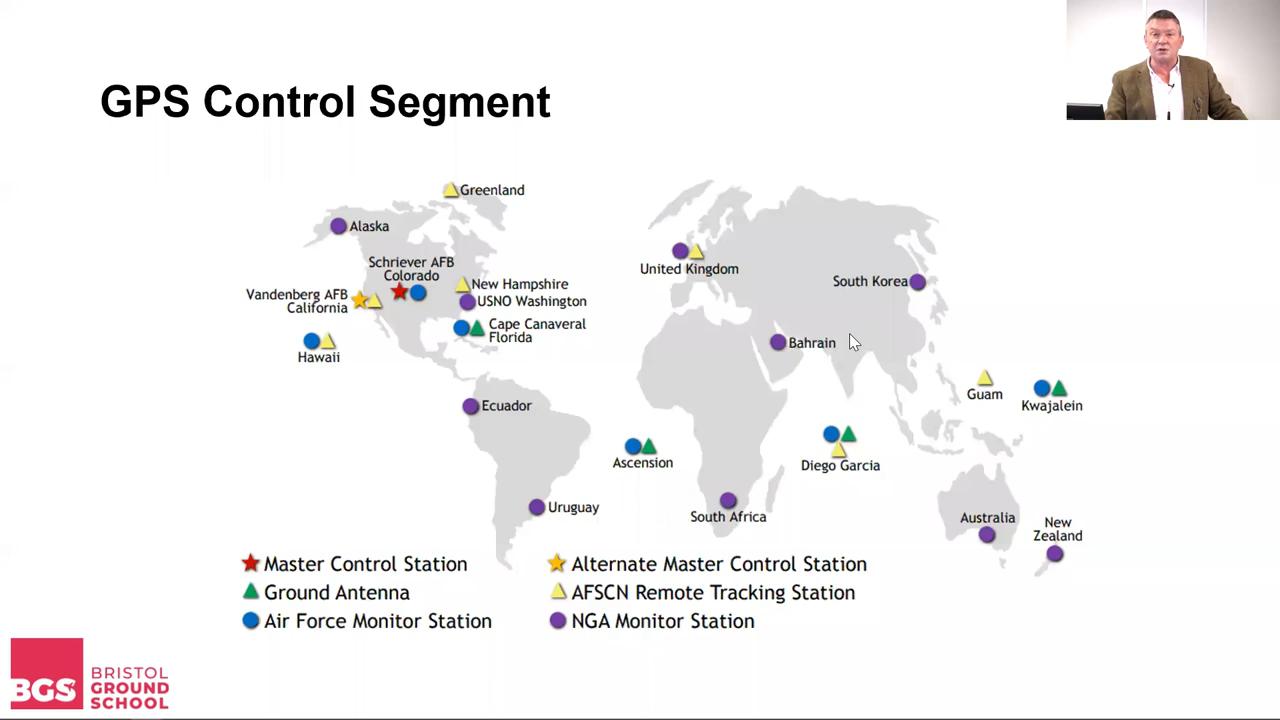 GPS Control Segment
Greenland
Alaska
Schriever AFB
Colorado
Vandenberg AFB
California
New Hampshire
USNO Washington
Cape Canaveral
Florida
Hawaii
United Kingdom
South Korea
Bahrain
Guam
Kwajalein
Ecuador
Ascension
Diego Garcia
Uruguay
South Africa
Australia
New
Zealand
Master Control Station
Alternate Master Control Station
Ground Antenna
AFSCN Remote Tracking Station
Air Force Monitor Station
NGA Monitor Station
BGS
BRISTOL
GROUND
SCHOOL